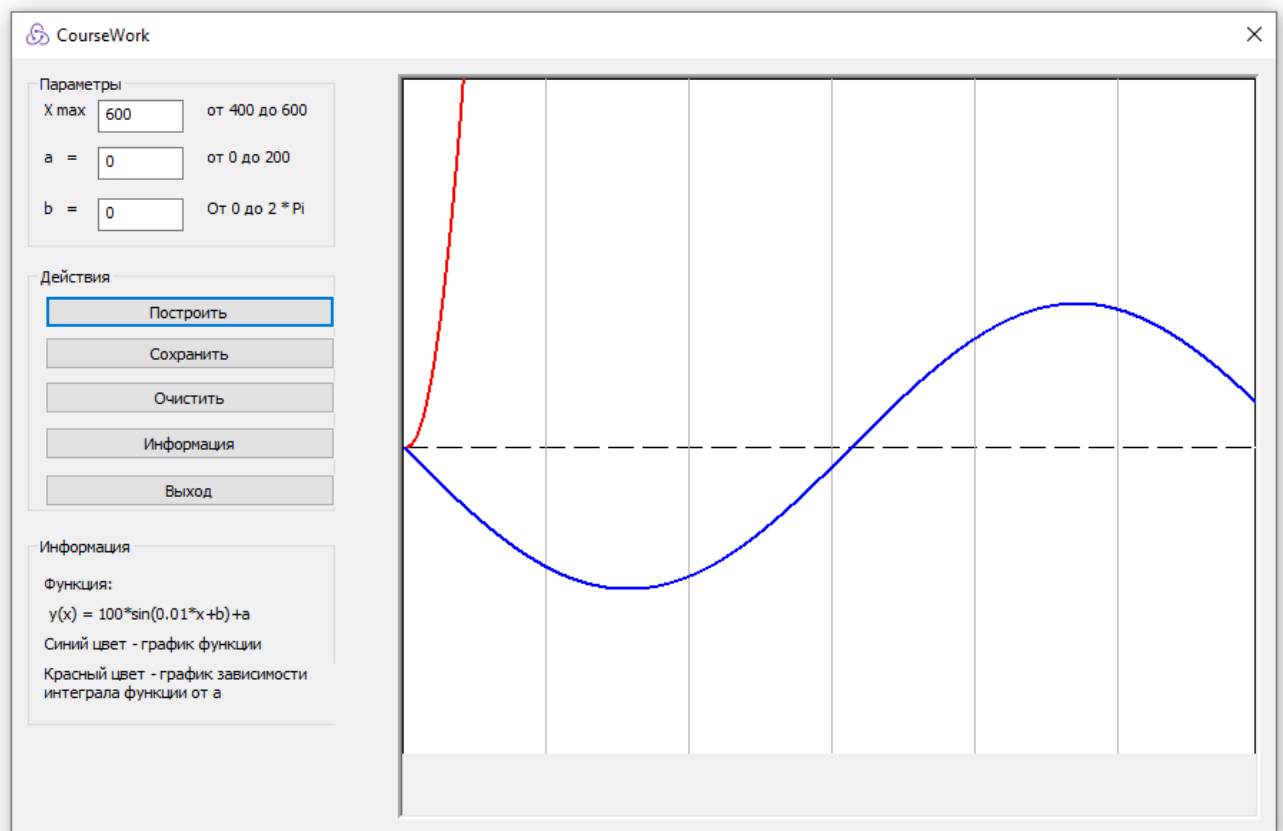 CourseWork
Параметры
X max 600 от 400 до 600
a = 0 от 0 до 200
b = 0 От 0 до 2 * Pi
Действия
Построить
Сохранить
Очистить
Информация
Выход
Информация
Функция:
y(x) = 100*sin(0.01*x+b)+a
Синий цвет - график функции
Красный цвет - график зависимости
интеграла функции от a